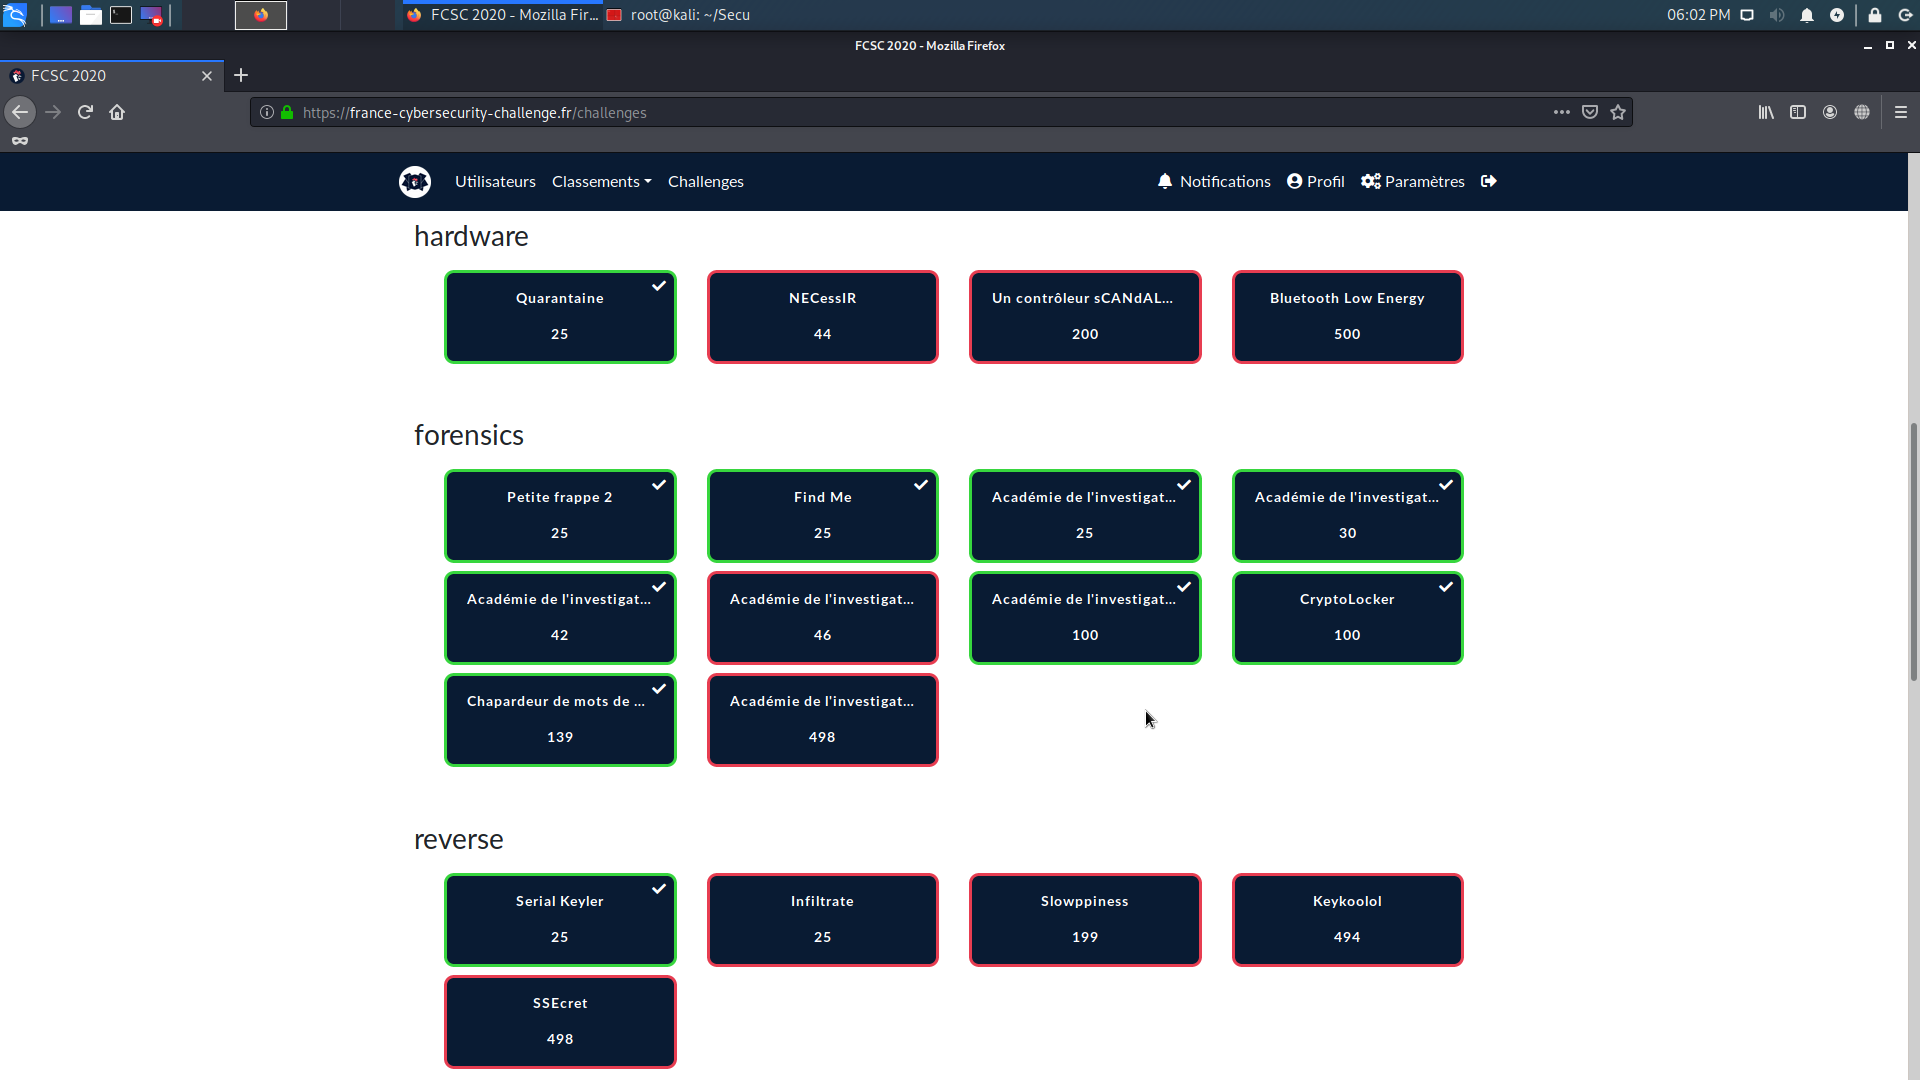 FCSC 2020 - Mozilla Fir...
root@kali: ~/Secu
06:02 PM
FCSC 2020 - Mozilla Firefox
FCSC 2020
https://france-cybersecurity-challenge.fr/challenges
Utilisateurs
Classements
Challenges
Notifications
Profil
Paramètres
hardware
Quarantaine
25
NECessIR
44
Un contrôleur sCANdAL...
200
Bluetooth Low Energy
500
forensics
Petite frappe 2
25
Find Me
25
Académie de l'investigat...
25
Académie de l'investigat...
30
Académie de l'investigat...
42
Académie de l'investigat...
46
Académie de l'investigat...
100
CryptoLocker
100
Chapardeur de mots de ...
139
Académie de l'investigat...
498
reverse
Serial Keyler
25
Infiltrate
25
Slowppiness
199
Keykoolol
494
SSEcret
498